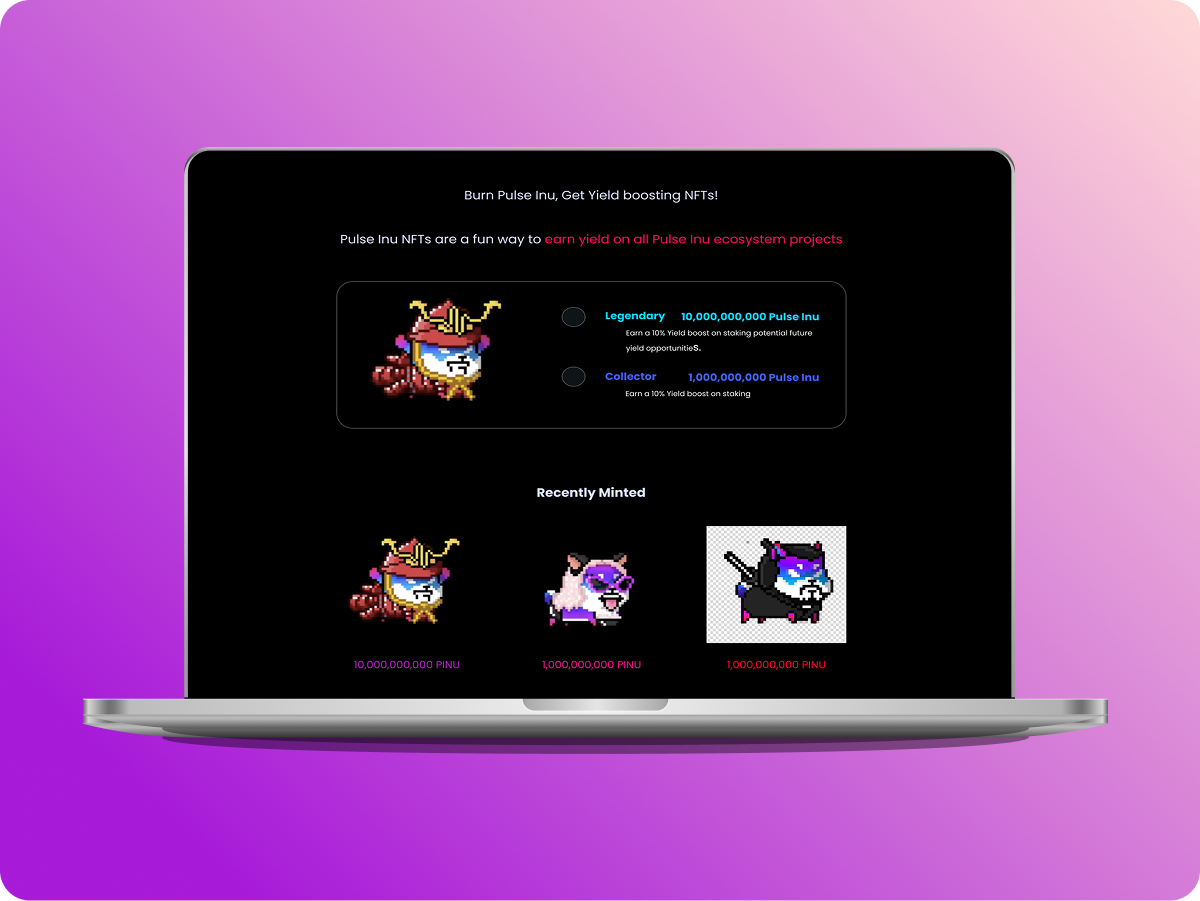 Burn Pulse Inu, Get Yield boosting NFTs!
Pulse Inu NFTs are a fun way to earn yield on all Pulse Inu ecosystem projects
Legendary 10,000,000,000 Pulse Inu
Earn a 10% Yield boost on staking potential future
yield opportunities.
Collector 1,000,000,000 Pulse Inu
Earn a 10% Yield boost on staking
Recently Minted
10,000,000,000 PINU 1,000,000,000 PINU 1,000,000,000 PINU